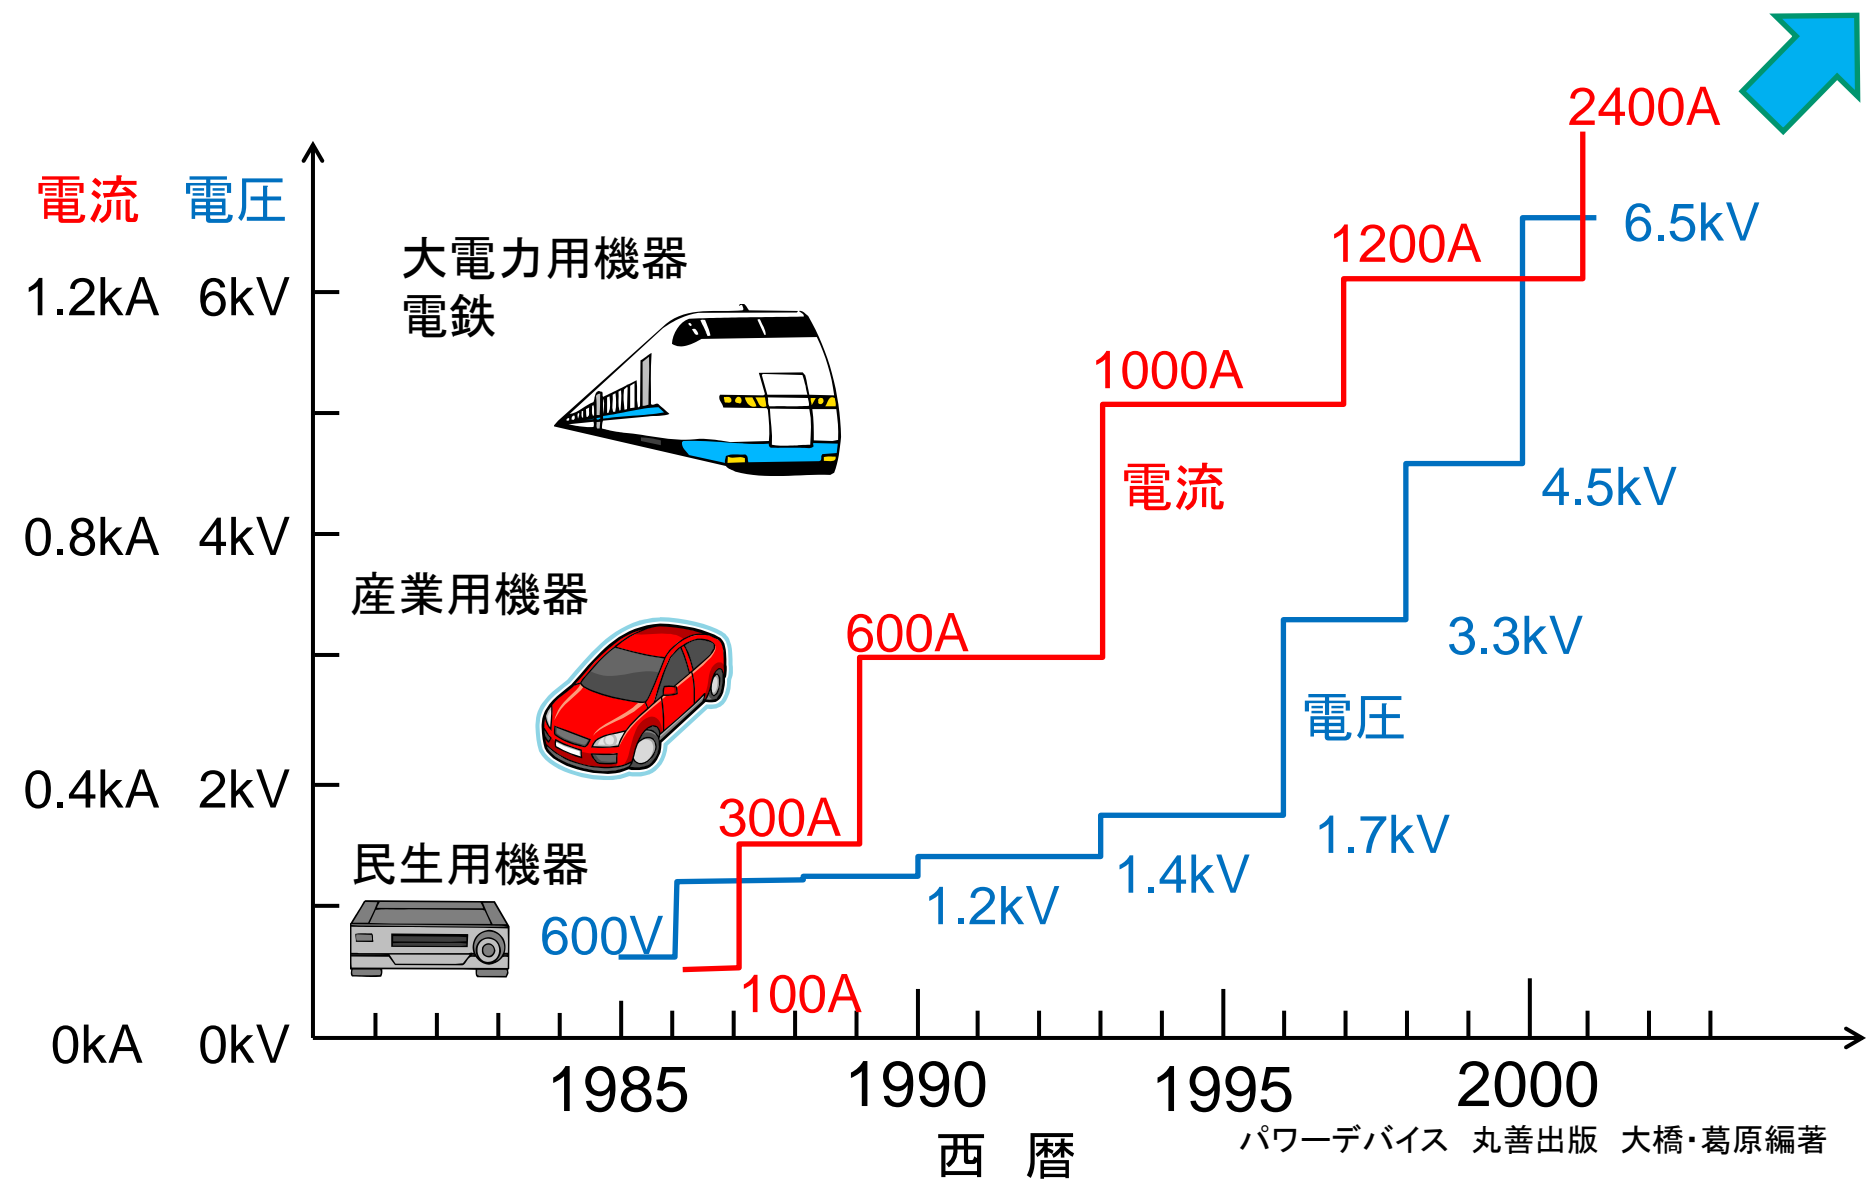 2400A
電流 電圧
6.5kV
1200A
大電力用機器
電鉄
1.2kA 6kV
1000A
電流
4.5kV
0.8kA 4kV
産業用機器
600A
3.3kV
電圧
0.4kA 2kV
300A
1.7kV
民生用機器
1.4kV
1.2kV
600V
100A
0kA 0kV
1985 1990 1995 2000
西 暦
パワーデバイス 丸善出版 大橋・葛原編著